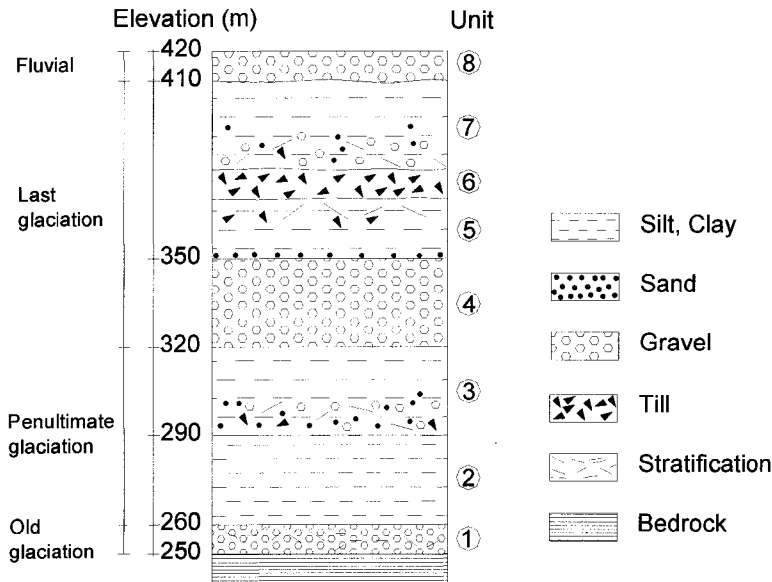 Elevation (m)
Unit
Fluvial
420
410
8
7
Last
glaciation
6
5
350
4
320
3
Penultimate
glaciation
290
2
Old
glaciation
260
250
1
Silt, Clay
Sand
Gravel
Till
Stratification
Bedrock